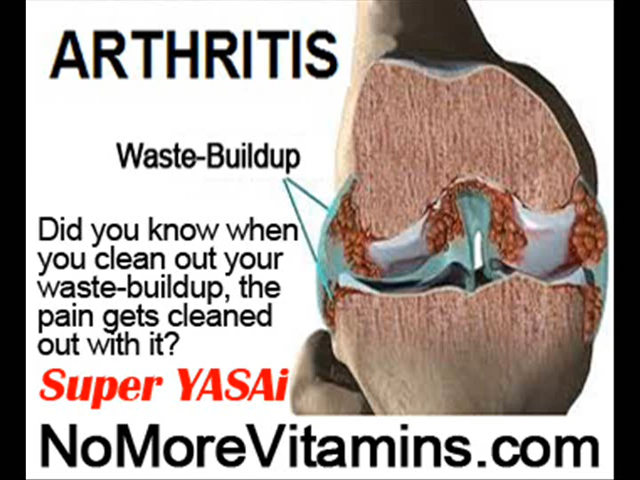 ARTHRITIS
Waste-Buildup
Did you know when
you clean out your
waste-buildup, the
pain gets cleaned
out with it?
Super YASAi
NoMoreVitamins.com